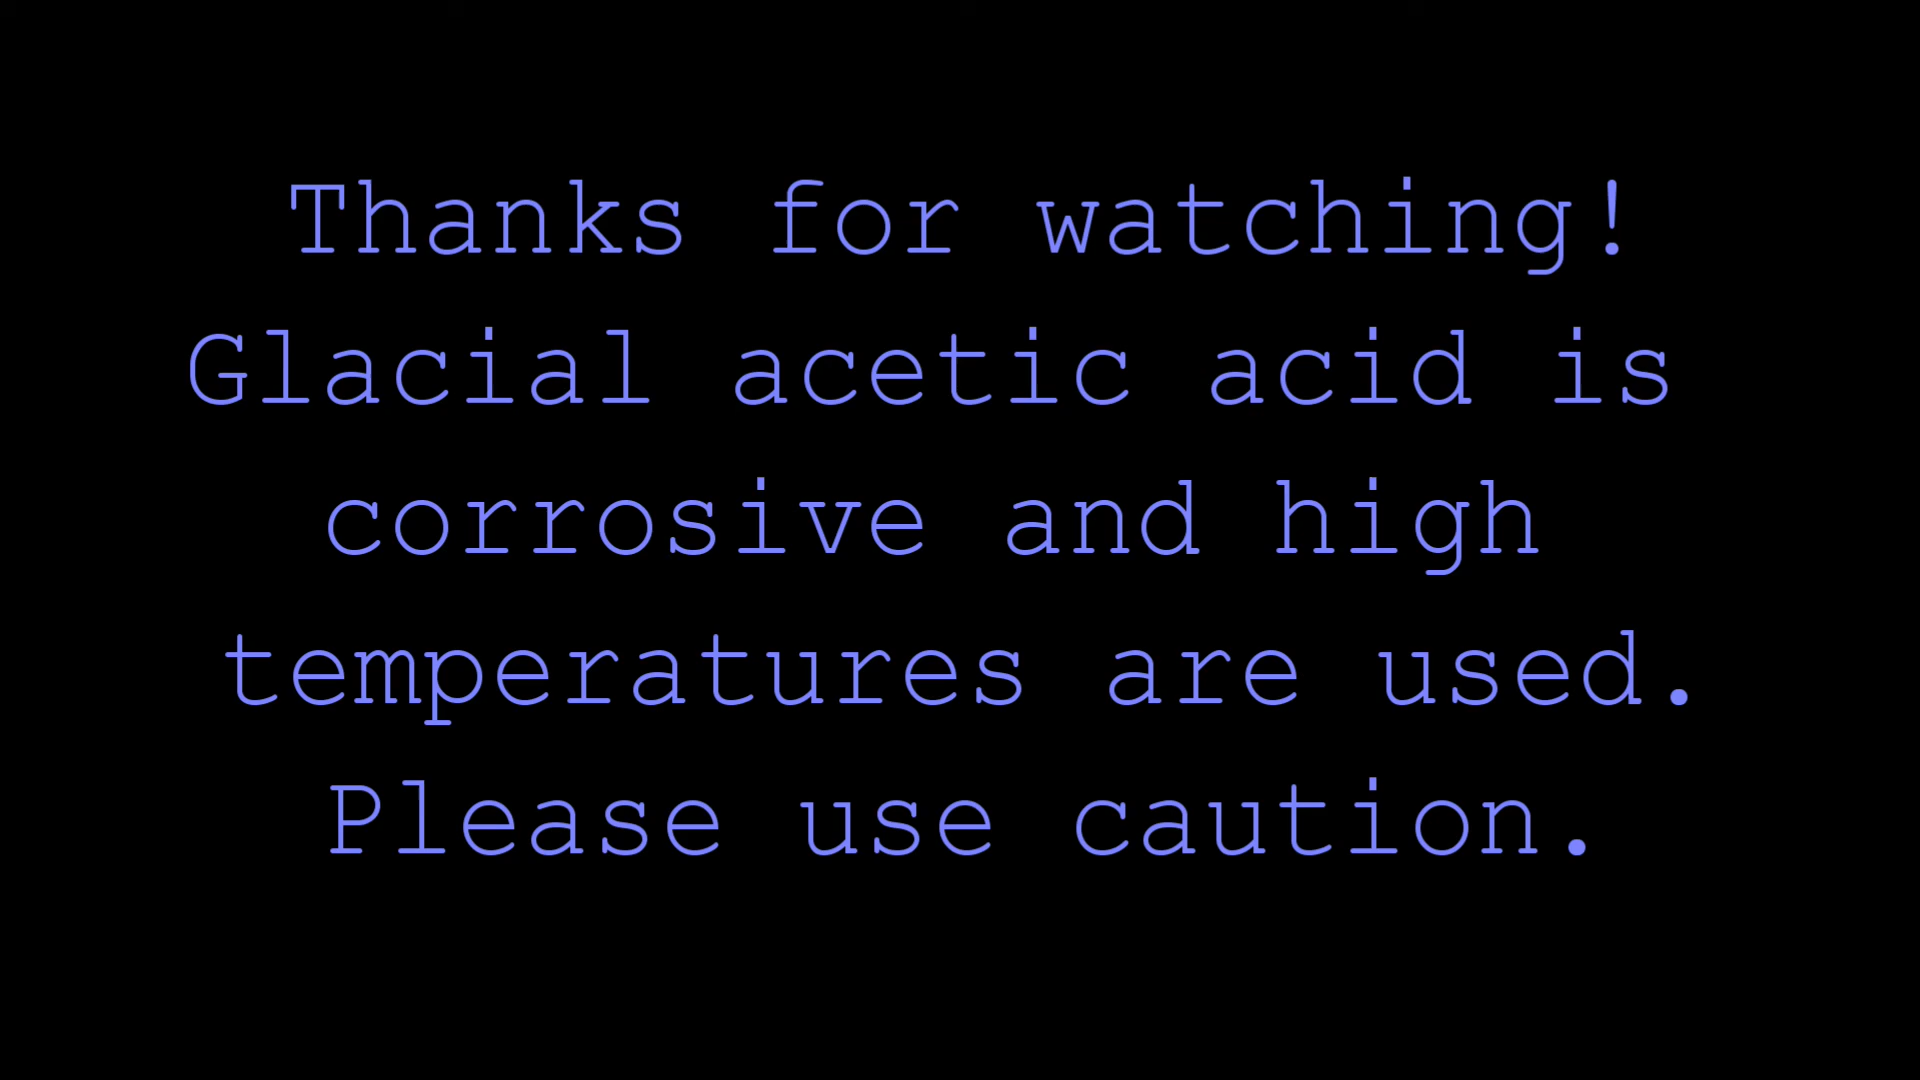 Thanks for watching!
Glacial acetic acid is
corrosive and high
temperatures are used.
Please use caution.